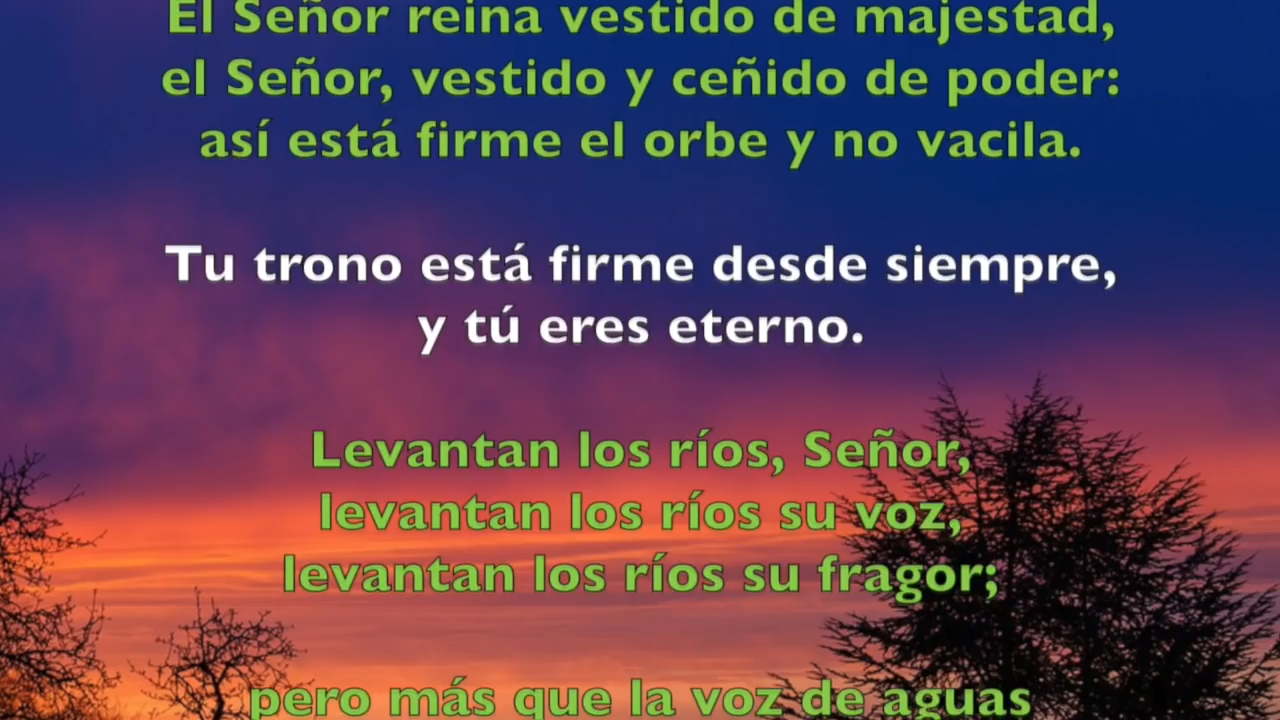 El Señor reina vestido de majestad,
el Señor, vestido y ceñido de poder:
así está firme el orbe y no vacila.
Tu trono está firme desde siempre,
y tú eres eterno.
Levantan los ríos, Señor,
levantan los ríos su voz,
levantan los ríos su fragor;
pero más que la voz de aguas